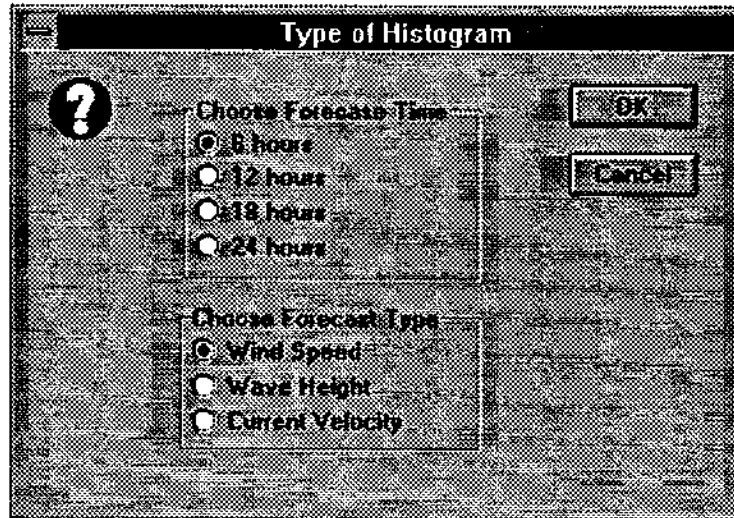 Type of Histogram
Choose Forecase Time
6 hours
12 hours
18 hours
24 hours
OK
Cancel
Choose Forecast Type
Wind Speed
Wave Height
Current Velocity